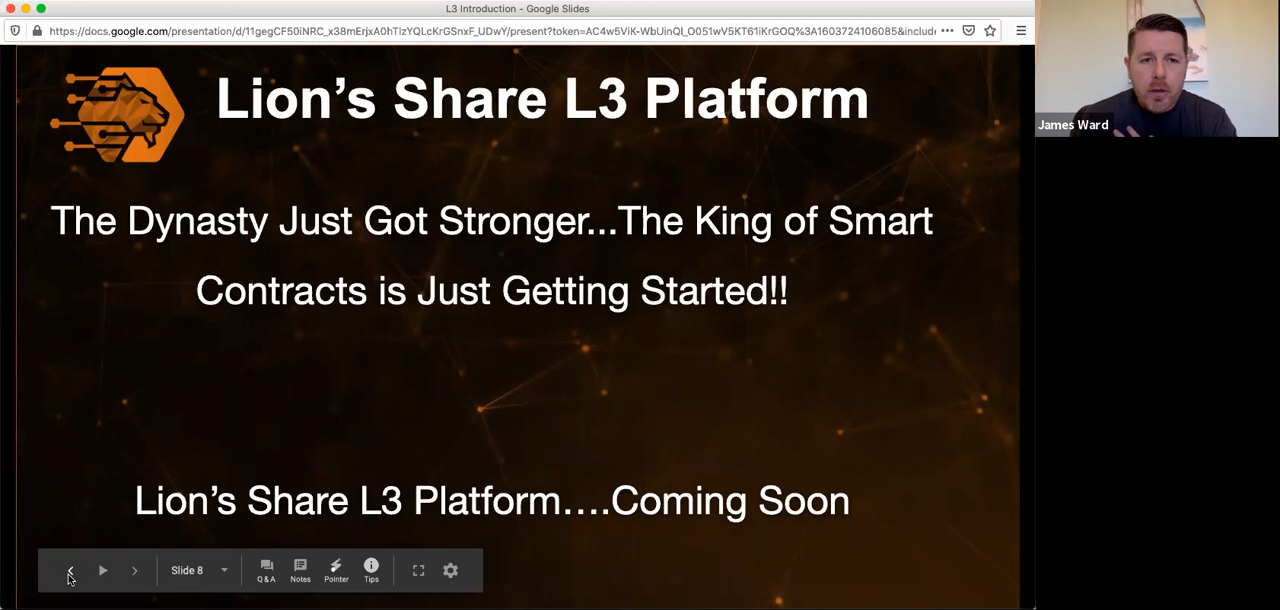 L3 Introduction - Google Slides
https://docs.google.com/presentation/d/11gegCF50iNRC_x38mErjxA0hTlzYQLcKrGSnxF_UDwY/present?token=AC4w5ViK-WbUinQI_O051wV5KT61iKrGOQ%3A1603724106085&include
Lion's Share L3 Platform
James Ward
The Dynasty Just Got Stronger...The King of Smart
Contracts is Just Getting Started!!
Lion's Share L3 Platform....Coming Soon
Slide 8
Q & A
Notes
Pointer
Tips